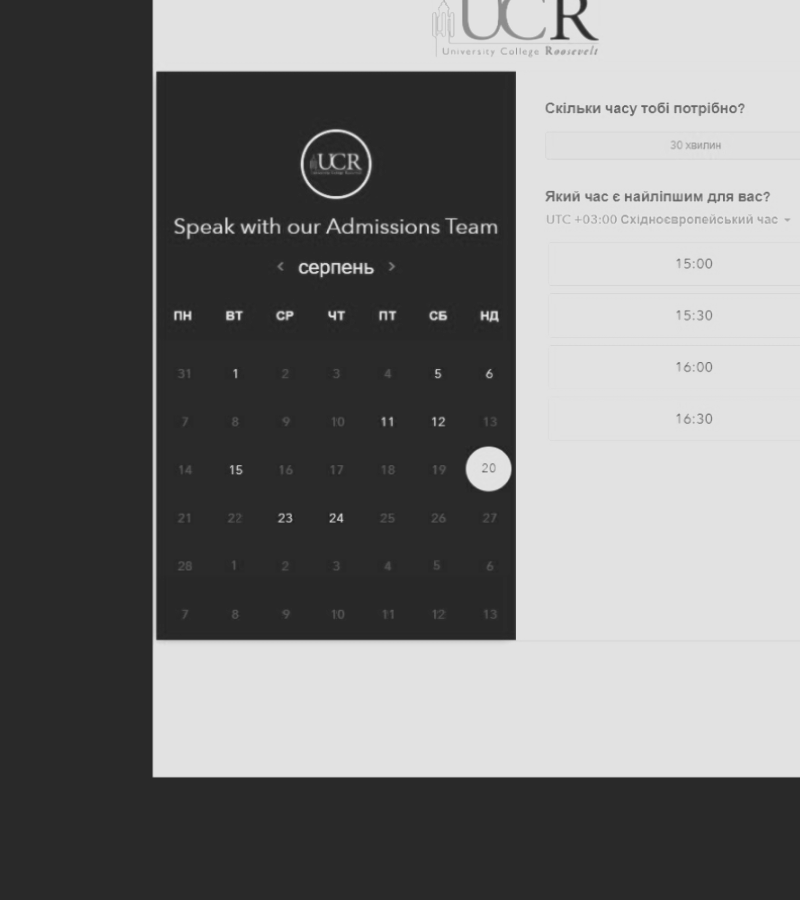 UCR
University College Roosevelt
UCR
Speak with our Admissions Team
< серпень >
ПН ВТ СР ЧТ ПТ СБ НД
31 1 2 3 4 5 6
7 8 9 10 11 12 13
14 15 16 17 18 19 20
21 22 23 24 25 26 27
28 1 2 3 4 5 6
7 8 9 10 11 12 13
Скільки часу тобі потрібно?
30 хвилин
Який час є найліпшим для вас?
UTC +03:00 Східноєвропейський час
15:00
15:30
16:00
16:30